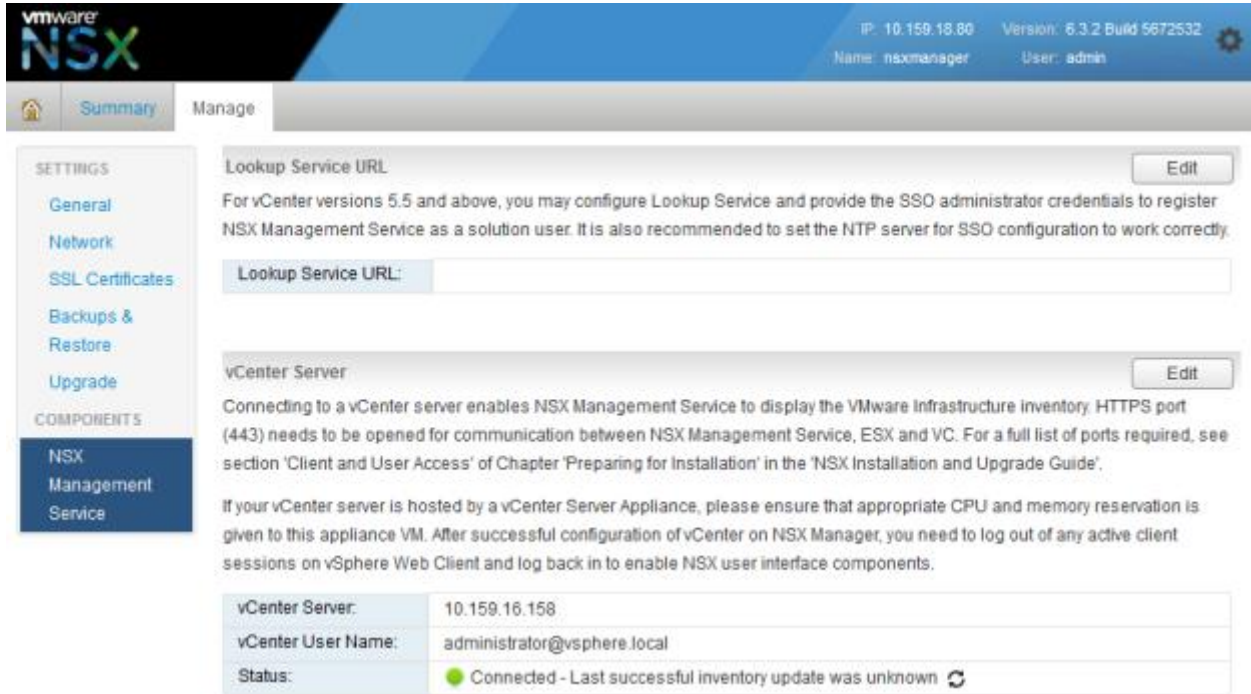 vmware
NSX
IP: 10.159.18.80 Version: 6.3.2 Build 5672532
Name: nsxmanager User: admin
Summary Manage
SETTINGS
General
Network
SSL Certificates
Backups &
Restore
Upgrade
COMPONENTS
NSX
Management
Service
Lookup Service URL Edit
For vCenter versions 5.5 and above, you may configure Lookup Service and provide the SSO administrator credentials to register
NSX Management Service as a solution user. It is also recommended to set the NTP server for SSO configuration to work correctly.
Lookup Service URL:
vCenter Server Edit
Connecting to a vCenter server enables NSX Management Service to display the VMware Infrastructure inventory. HTTPS port
(443) needs to be opened for communication between NSX Management Service, ESX and VC. For a full list of ports required, see
section 'Client and User Access' of Chapter 'Preparing for Installation' in the 'NSX Installation and Upgrade Guide'.
If your vCenter server is hosted by a vCenter Server Appliance, please ensure that appropriate CPU and memory reservation is
given to this appliance VM. After successful configuration of vCenter on NSX Manager, you need to log out of any active client
sessions on vSphere Web Client and log back in to enable NSX user interface components.
vCenter Server: 10.159.16.158
vCenter User Name: administrator@vsphere.local
Status: Connected - Last successful inventory update was unknown